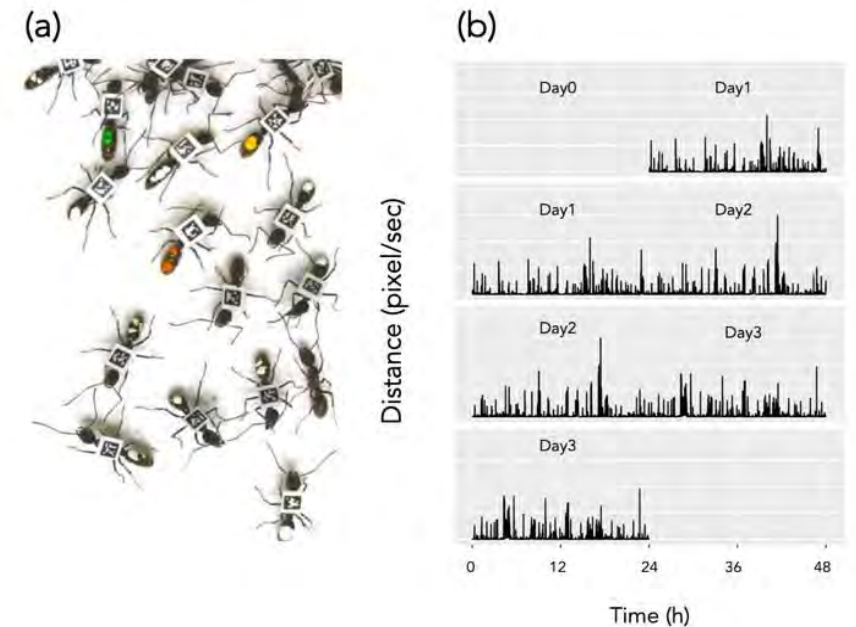 (a)
(b)
Distance (pixel/sec)
Day0 Day1
Day1 Day2
Day2 Day3
Day3
0 12 24 36 48
Time (h)